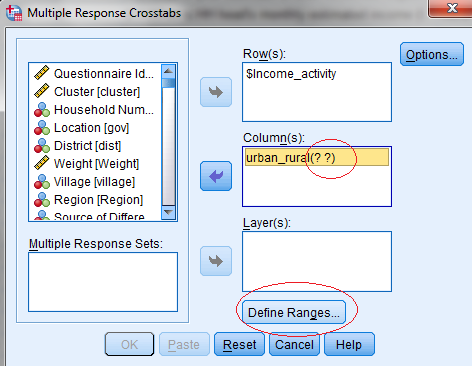 Multiple Response Crosstabs
Questionnaire Ide...
Cluster [cluster]
Household Num...
Location [gov]
District [dist]
Weight [Weight]
Village [village]
Region [Region]
Source of Differe...
Multiple Response Sets:
Row(s):
$Income_activity
Column(s):
urban_rural(? ?)
Layer(s):
Define Ranges...
Options...
OK
Paste
Reset
Cancel
Help